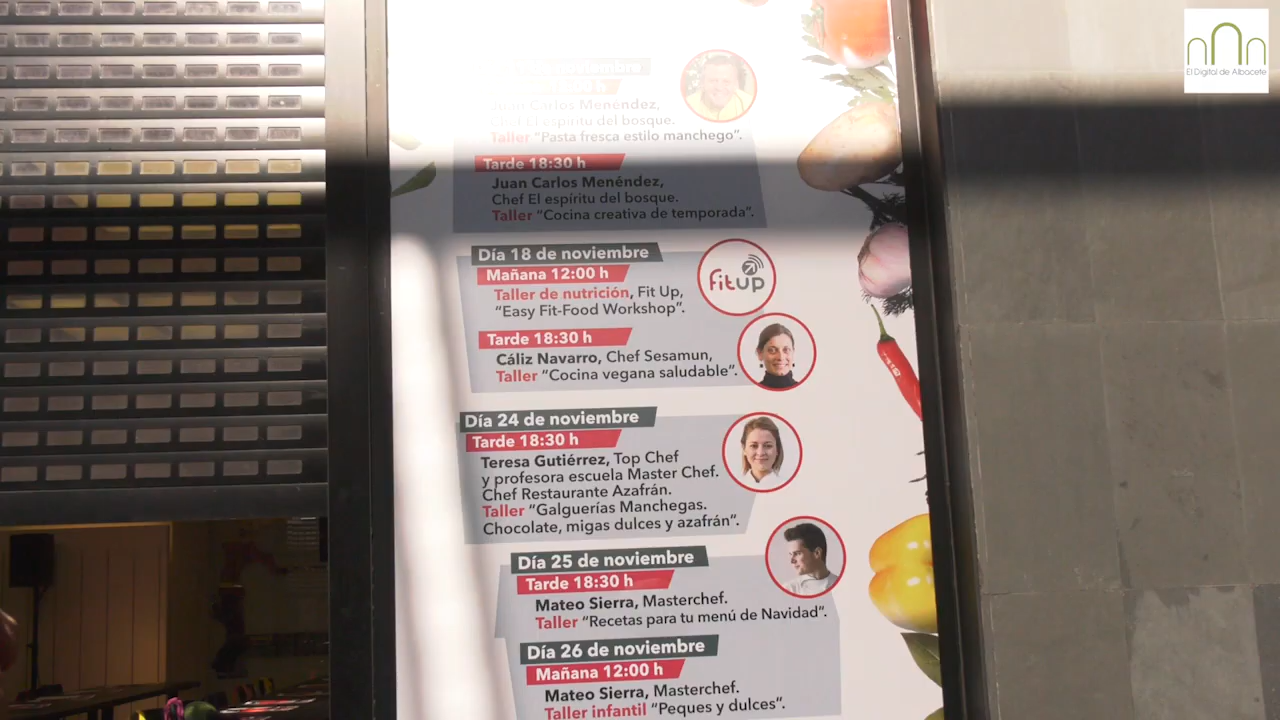 El Digital de Albacete
noviembre
Juan Carlos Menéndez,
Chef El espíritu del bosque.
Taller “Pasta fresca estilo manchego”.
Tarde 18:30 h
Juan Carlos Menéndez,
Chef El espíritu del bosque.
Taller “Cocina creativa de temporada”.
Día 18 de noviembre
Mañana 12:00 h
Taller de nutrición, Fit Up,
“Easy Fit-Food Workshop”.
fitup
Tarde 18:30 h
Cáliz Navarro, Chef Sesamun,
Taller “Cocina vegana saludable”.
Día 24 de noviembre
Tarde 18:30 h
Teresa Gutiérrez, Top Chef
y profesora escuela Master Chef.
Chef Restaurante Azafrán.
Taller “Galguerías Manchegas.
Chocolate, migas dulces y azafrán”.
Día 25 de noviembre
Tarde 18:30 h
Mateo Sierra, Masterchef.
Taller “Recetas para tu menú de Navidad”.
Día 26 de noviembre
Mañana 12:00 h
Mateo Sierra, Masterchef.
Taller infantil “Peques y dulces”.